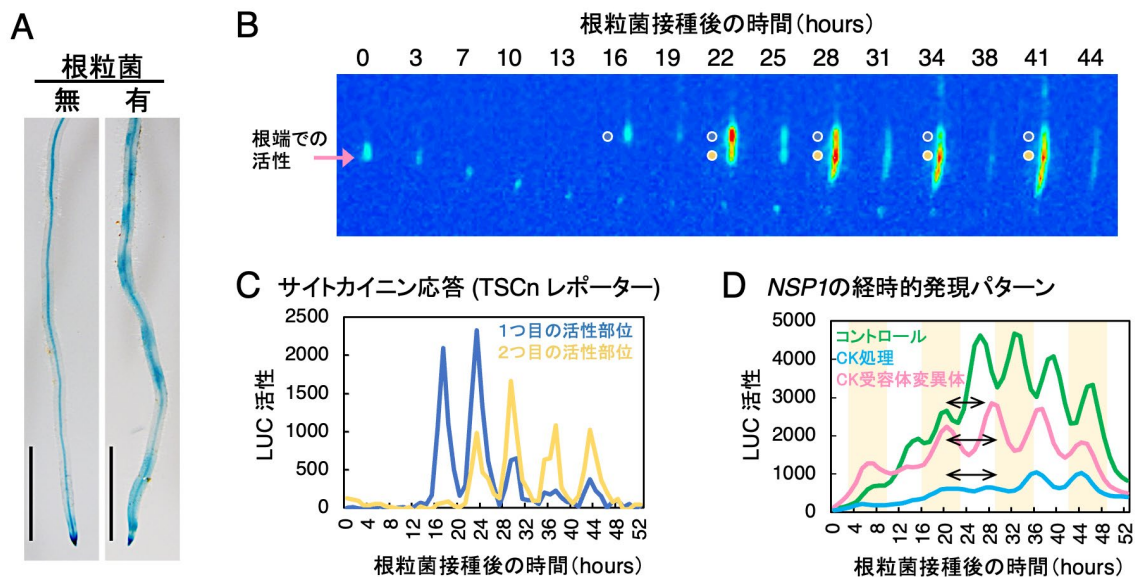 A
根粒菌
無 有
B
根粒菌接種後の時間(hours)
0 3 7 10 13 16 19 22 25 28 31 34 38 41 44
根端での
活性
C サイトカイニン応答 (TSCn レポーター)
LUC 活性
2500
2000
1500
1000
500
0
1つ目の活性部位
2つ目の活性部位
0 4 8 12 16 20 24 28 32 36 40 44 48 52
根粒菌接種後の時間(hours)
D NSP1の経時的発現パターン
LUC 活性
5000
4000
3000
2000
1000
0
コントロール
CK処理
CK受容体変異体
0 4 8 12 16 20 24 28 32 36 40 44 48 52
根粒菌接種後の時間(hours)